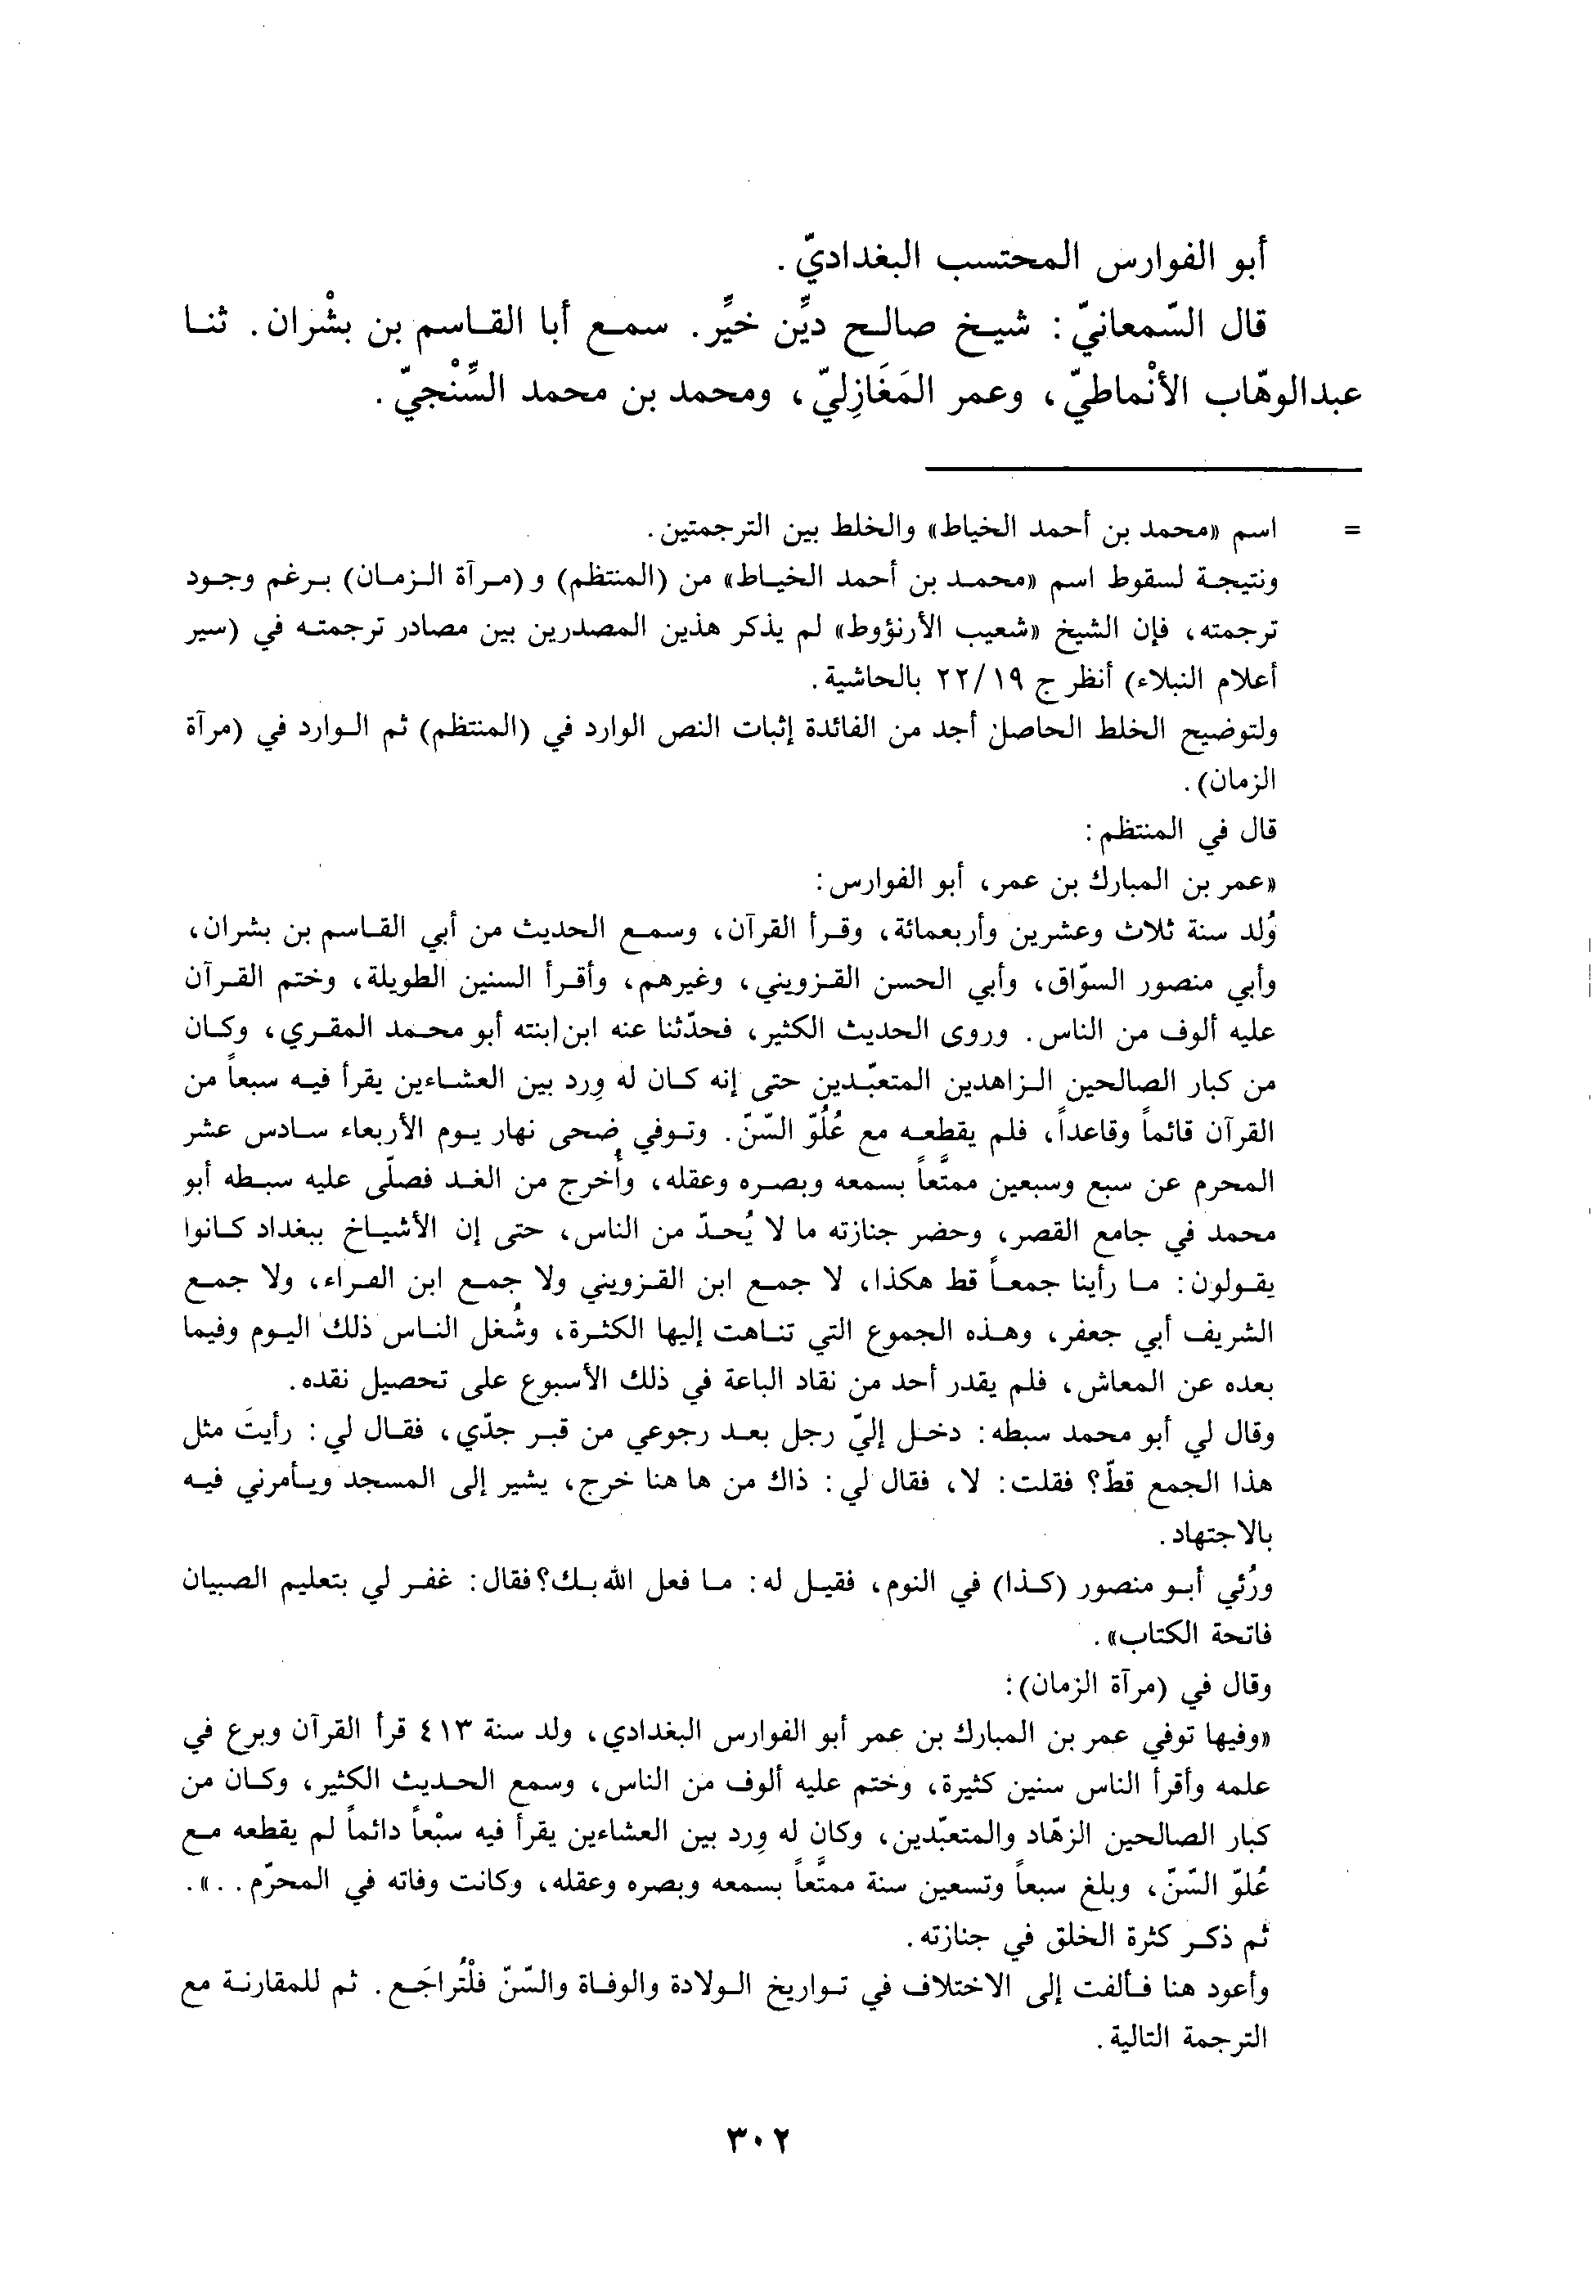 أبو الفوارس المحتسب البغداديّ.
قال السّمعانيّ: شيخ صالح ديِّن خيِّر. سمع أبا القاسم بن بشْران. ثنا
عبدالوهّاب الأنْماطيّ، وعمر المَغَازِليّ، ومحمد بن محمد السِّنْجيّ.
= اسم «محمد بن أحمد الخياط» والخلط بين الترجمتين.
ونتيجة لسقوط اسم «محمد بن أحمد الخياط» من (المنتظم) و (مرآة الزمان) برغم وجود
ترجمته، فإن الشيخ «شعيب الأرنؤوط» لم يذكر هذين المصدرين بين مصادر ترجمته في (سير
أعلام النبلاء) أنظر ج ٢٢/١٩ بالحاشية.
ولتوضيح الخلط الحاصل أجد من الفائدة إثبات النص الوارد في (المنتظم) ثم الوارد في (مرآة
الزمان).
قال في المنتظم:
«عمر بن المبارك بن عمر، أبو الفوارس:
وُلد سنة ثلاث وعشرين وأربعمائة، وقرأ القرآن، وسمع الحديث من أبي القاسم بن بشران،
وأبي منصور السوّاق، وأبي الحسن القزويني، وغيرهم، وأقرأ السنين الطويلة، وختم القرآن
عليه ألوف من الناس. وروى الحديث الكثير، فحدّثنا عنه ابن إبنته أبو محمد المقري، وكان
من كبار الصالحين الزاهدين المتعبّدين حتى إنه كان له وِرد بين العشاءين يقرأ فيه سبعاً من
القرآن قائماً وقاعداً، فلم يقطعه مع عُلُوّ السّنّ. وتوفي ضحى نهار يوم الأربعاء سادس عشر
المحرم عن سبع وسبعين ممتّعاً بسمعه وبصره وعقله، وأُخرج من الغد فصلّى عليه سبطه أبو
محمد في جامع القصر، وحضر جنازته ما لا يُحدّ من الناس، حتى إن الأشياخ ببغداد كانوا
يقولون: ما رأينا جمعاً قط هكذا، لا جمع ابن القزويني ولا جمع ابن الفراء، ولا جمع
الشريف أبي جعفر، وهذه الجموع التي تناهت إليها الكثرة، وشُغل الناس ذلك اليوم وفيما
بعده عن المعاش، فلم يقدر أحد من نقاد الباعة في ذلك الأسبوع على تحصيل نقده.
وقال لي أبو محمد سبطه: دخل إليّ رجل بعد رجوعي من قبر جدّي، فقال لي: رأيتَ مثل
هذا الجمع قطّ؟ فقلت: لا، فقال لي: ذاك من ها هنا خرج، يشير إلى المسجد ويأمرني فيه
بالاجتهاد.
ورُئي أبو منصور (كذا) في النوم، فقيل له: ما فعل الله بك؟ فقال: غفر لي بتعليم الصبيان
فاتحة الكتاب».
وقال في (مرآة الزمان):
«وفيها توفي عمر بن المبارك بن عمر أبو الفوارس البغدادي، ولد سنة ٤١٣ قرأ القرآن وبرع في
علمه وأقرأ الناس سنين كثيرة، وختم عليه ألوف من الناس، وسمع الحديث الكثير، وكان من
كبار الصالحين الزهّاد والمتعبّدين، وكان له وِرد بين العشاءين يقرأ فيه سبْعاً دائماً لم يقطعه مع
عُلوّ السّنّ، وبلغ سبعاً وتسعين سنة ممتّعاً بسمعه وبصره وعقله، وكانت وفاته في المحرّم . . ».
ثم ذكر كثرة الخلق في جنازته.
وأعود هنا فألفت إلى الاختلاف في تواريخ الولادة والوفاة والسّنّ فلْتُراجَع. ثم للمقارنة مع
الترجمة التالية.
٣٠٢